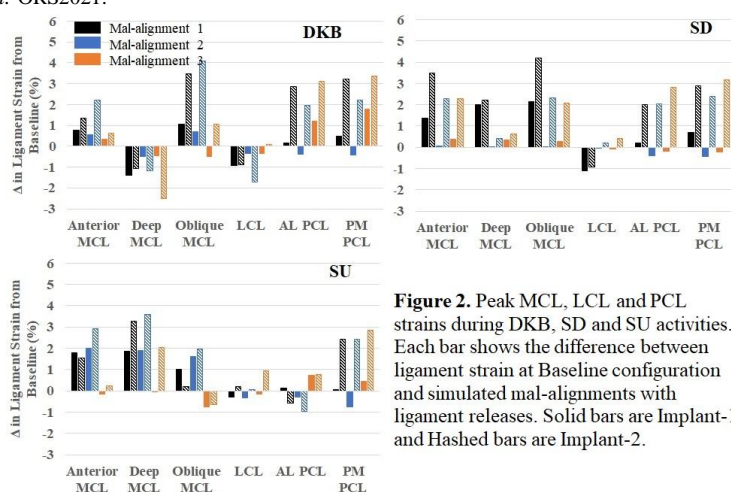 ORS2021.
DKB
Mal-alignment 1
Mal-alignment 2
Mal-alignment 3
Δ in Ligament Strain from
Baseline (%)
6
5
4
3
2
1
0
-1
-2
-3
Anterior
MCL
Deep
MCL
Oblique
MCL
LCL
AL PCL
PM
PCL
SD
Δ in Ligament Strain from
Baseline (%)
6
5
4
3
2
1
0
-1
-2
-3
Anterior
MCL
Deep
MCL
Oblique
MCL
LCL
AL PCL
PM
PCL
SU
Δ in Ligament Strain from
Baseline (%)
6
5
4
3
2
1
0
-1
-2
-3
Anterior
MCL
Deep
MCL
Oblique
MCL
LCL
AL PCL
PM
PCL
Figure 2. Peak MCL, LCL and PCL
strains during DKB, SD and SU activities.
Each bar shows the difference between
ligament strain at Baseline configuration
and simulated mal-alignments with
ligament releases. Solid bars are Implant-1
and Hashed bars are Implant-2.